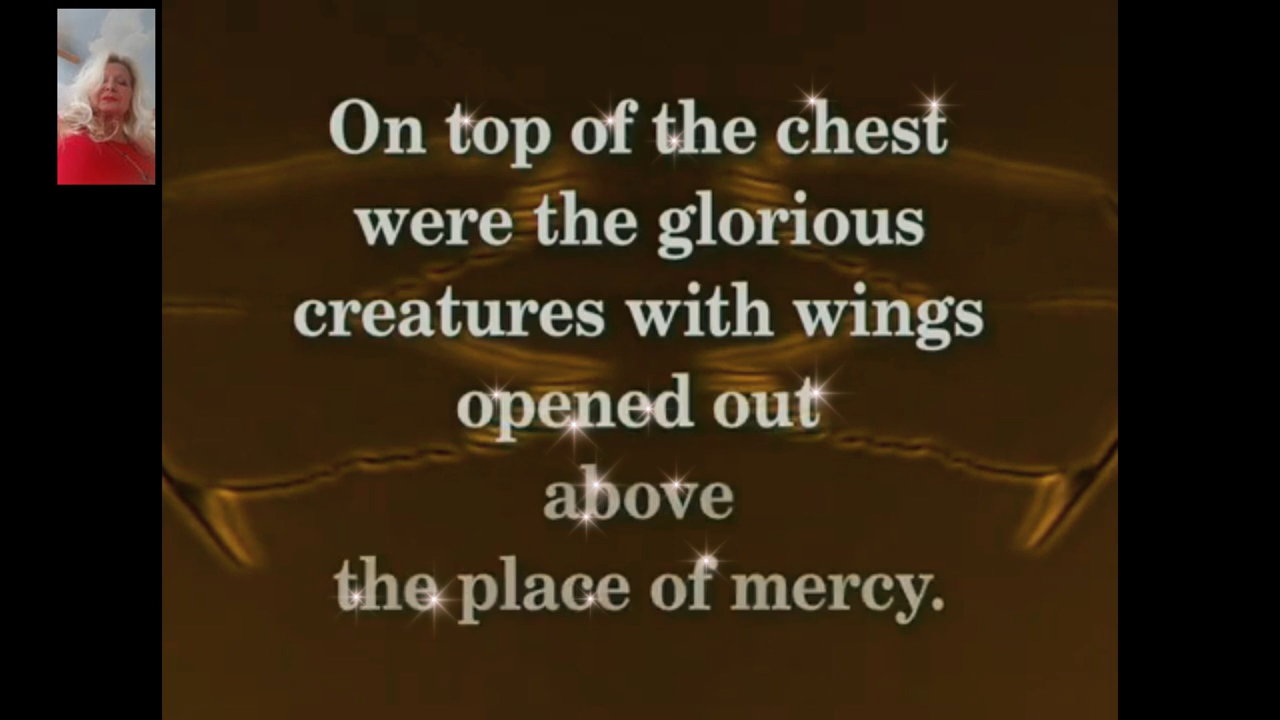 On top of the chest
were the glorious
creatures with wings
opened out
above
the place of mercy.